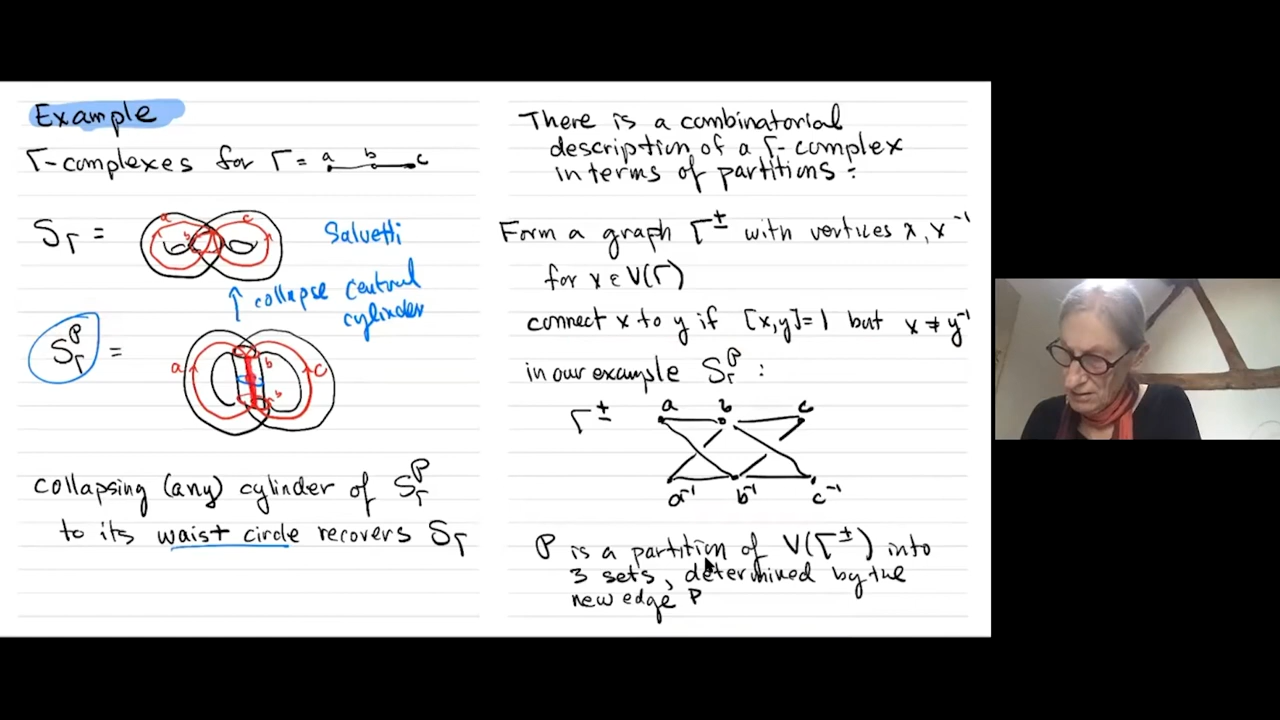 Example
Γ-complexes for Γ = a b c
S_Γ = a b c Salvetti
↑ collapse central
cylinder
S_Γ^P = a b b c
collapsing (any) cylinder of S_Γ^P
to its waist circle recovers S_Γ
There is a combinatorial
description of a Γ-complex
in terms of partitions :
Form a graph Γ^± with vertices x, x^-1
for x ∈ V(Γ)
connect x to y if [x,y]=1 but x ≠ y^-1
in our example S_Γ^P :
Γ^± a b c
a^-1 b^-1 c^-1
P is a partition of V(Γ^±) into
3 sets, determined by the
new edge P